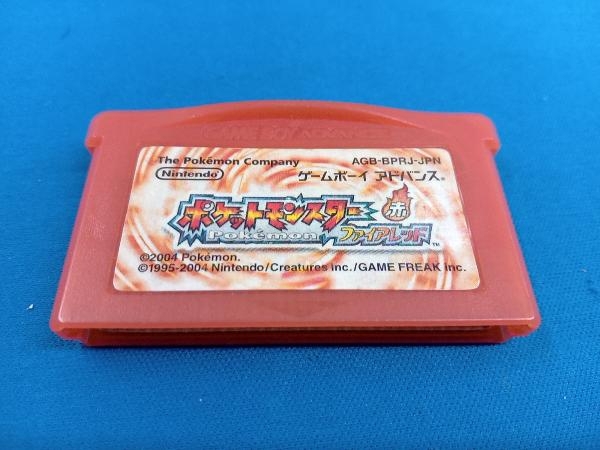 GAME BOY ADVANCE
The Pokémon Company AGB-BPRJ-JPN
Nintendo ゲームボーイ アドバンス®
ポケットモンスター 赤
Pokémon ファイアレッド™
©2004 Pokémon.
©1995-2004 Nintendo/Creatures inc./GAME FREAK inc.